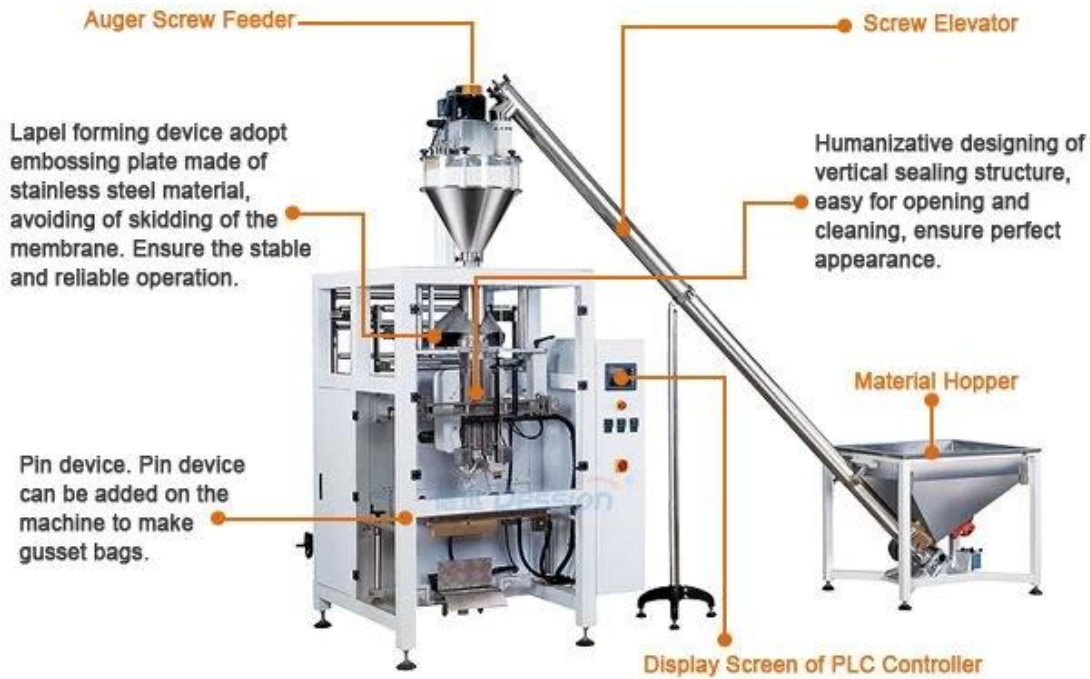 Auger Screw Feeder
Screw Elevator
Lapel forming device adopt
embossing plate made of
stainless steel material,
avoiding of skidding of the
membrane. Ensure the stable
and reliable operation.
Humanizative designing of
vertical sealing structure,
easy for opening and
cleaning, ensure perfect
appearance.
Material Hopper
Pin device. Pin device
can be added on the
machine to make
gusset bags.
Dession
Display Screen of PLC Controller